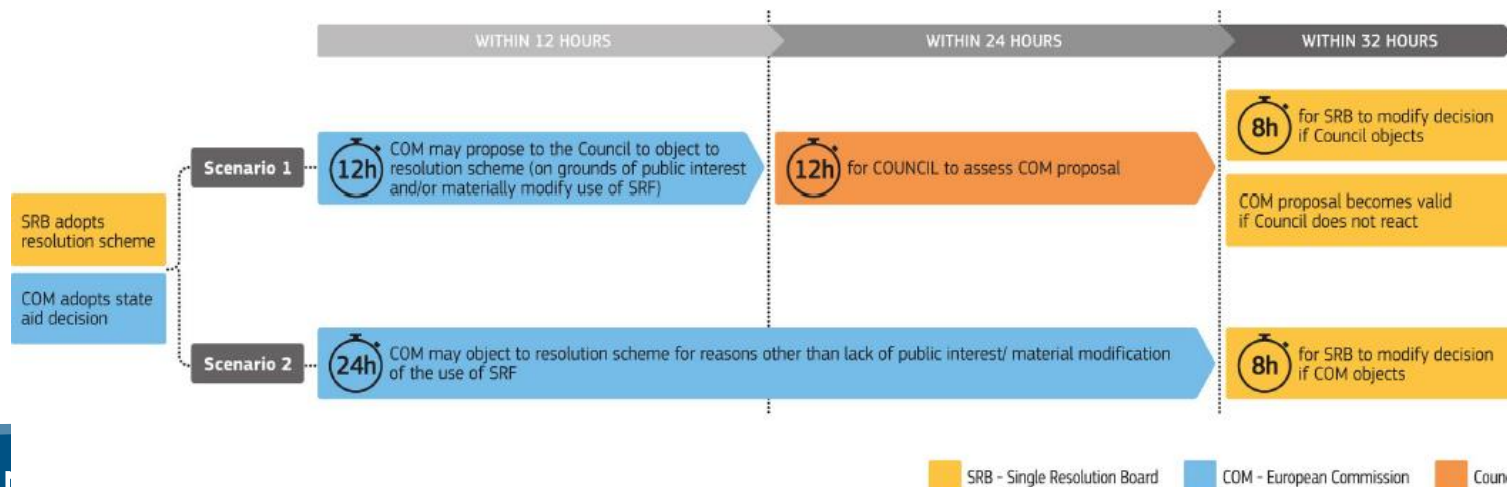 WITHIN 12 HOURS
WITHIN 24 HOURS
WITHIN 32 HOURS
Scenario 1
12h
COM may propose to the Council to object to
resolution scheme (on grounds of public interest
and/or materially modify use of SRF)
12h
for COUNCIL to assess COM proposal
8h
for SRB to modify decision
if Council objects
COM proposal becomes valid
if Council does not react
SRB adopts
resolution scheme
COM adopts state
aid decision
Scenario 2
24h
COM may object to resolution scheme for reasons other than lack of public interest/ material modification
of the use of SRF
8h
for SRB to modify decision
if COM objects
SRB - Single Resolution Board
COM - European Commission